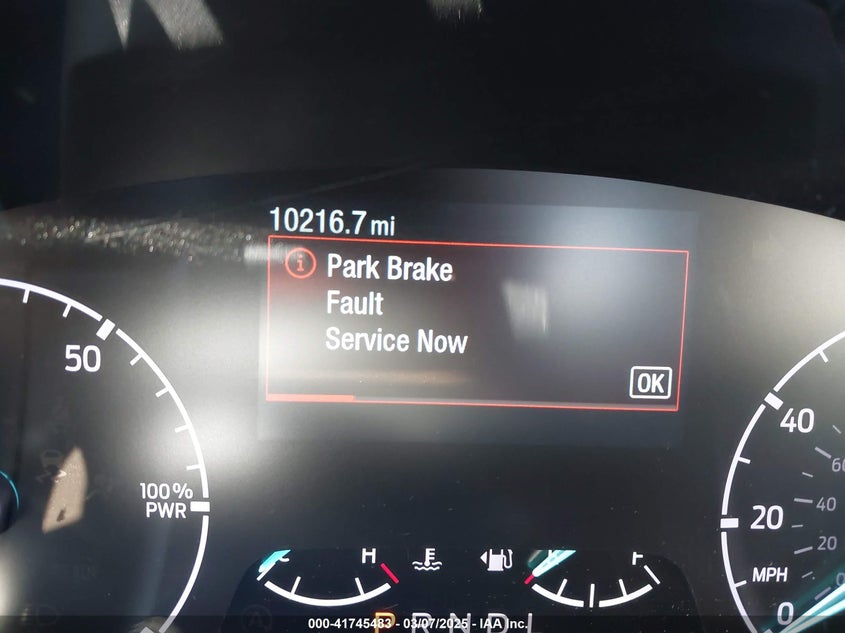 10216.7 mi
Park Brake
Fault
Service Now
OK
50
100%
PWR
40
20
MPH
0
60
40
20
0
H
F
P R N D L
000-41745483 - 03/07/2025 - IAA Inc.